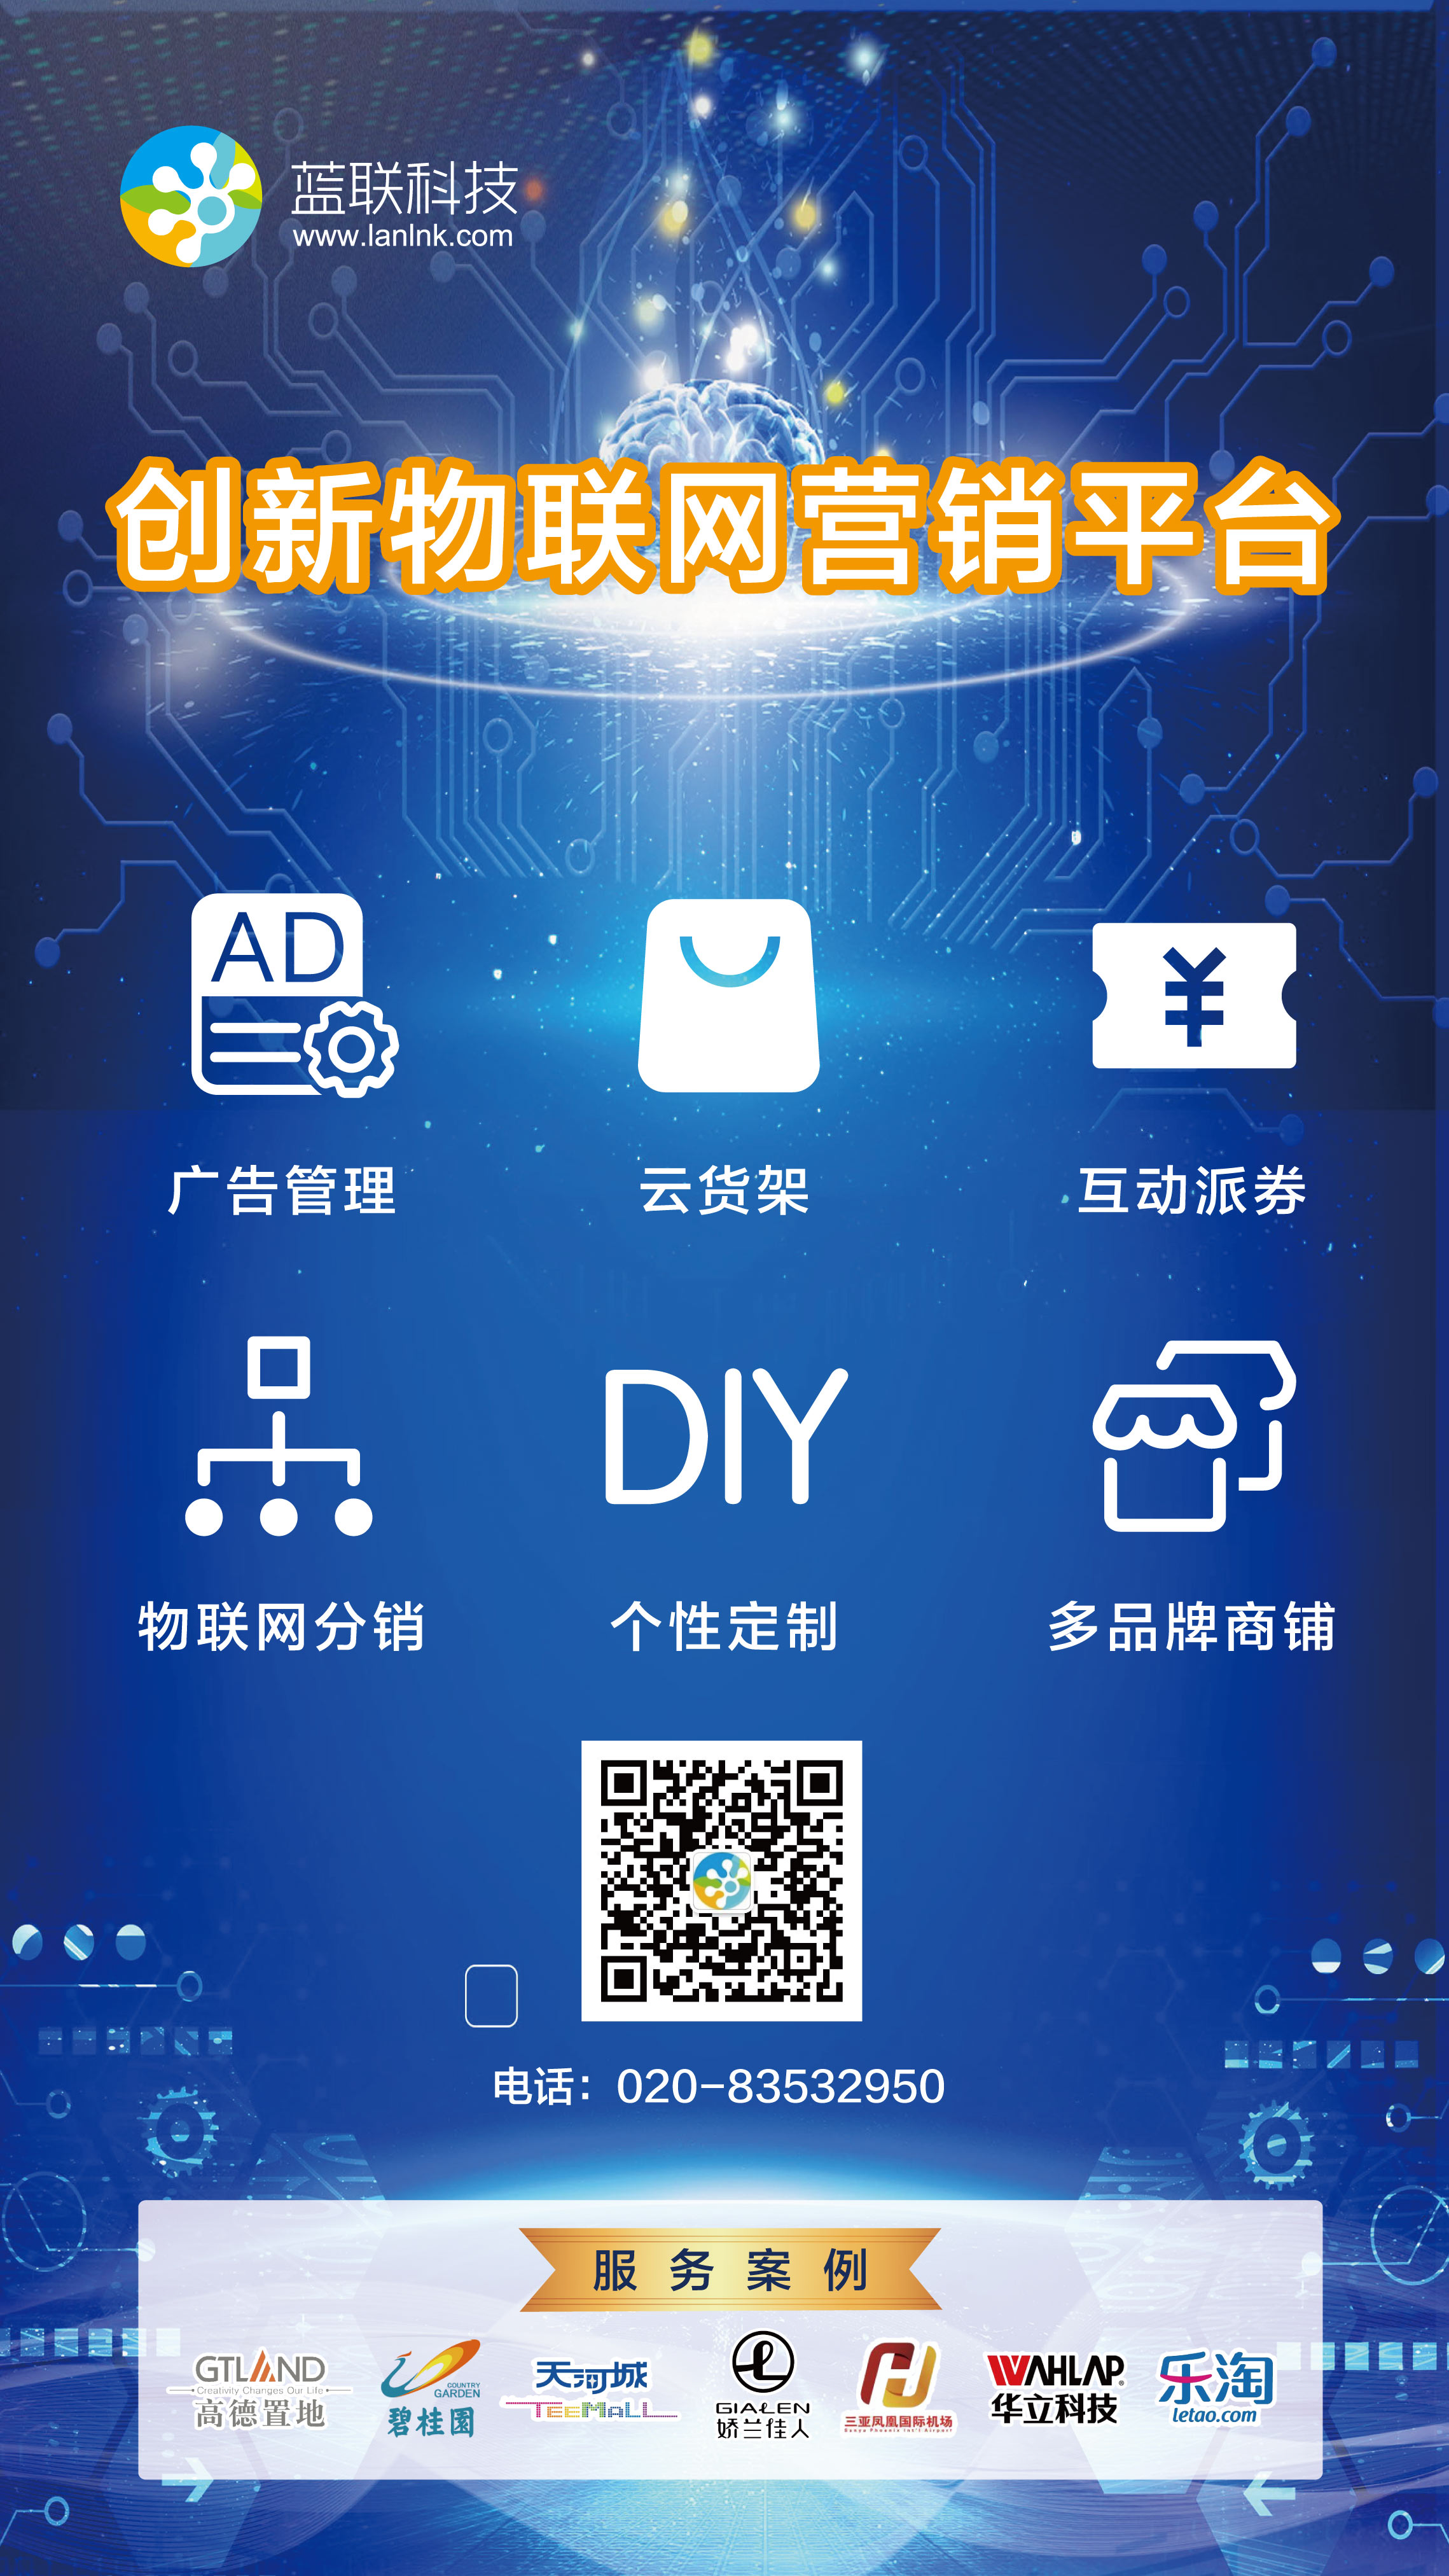 蓝联科技
www.lanlnk.com
创新物联网营销平台
AD
¥
广告管理
云货架
互动派券
DIY
物联网分销
个性定制
多品牌商铺
电话：020-83532950
服务案例
GTLAND
Creativity Changes Our Life
高德置地
COUNTRY
GARDEN
碧桂园
天河城
TEEMALL
GIALEN
娇兰佳人
三亚凤凰国际机场
Sanya Phoenix Int'l Airport
WAHLAP®
华立科技
乐淘
letao.com